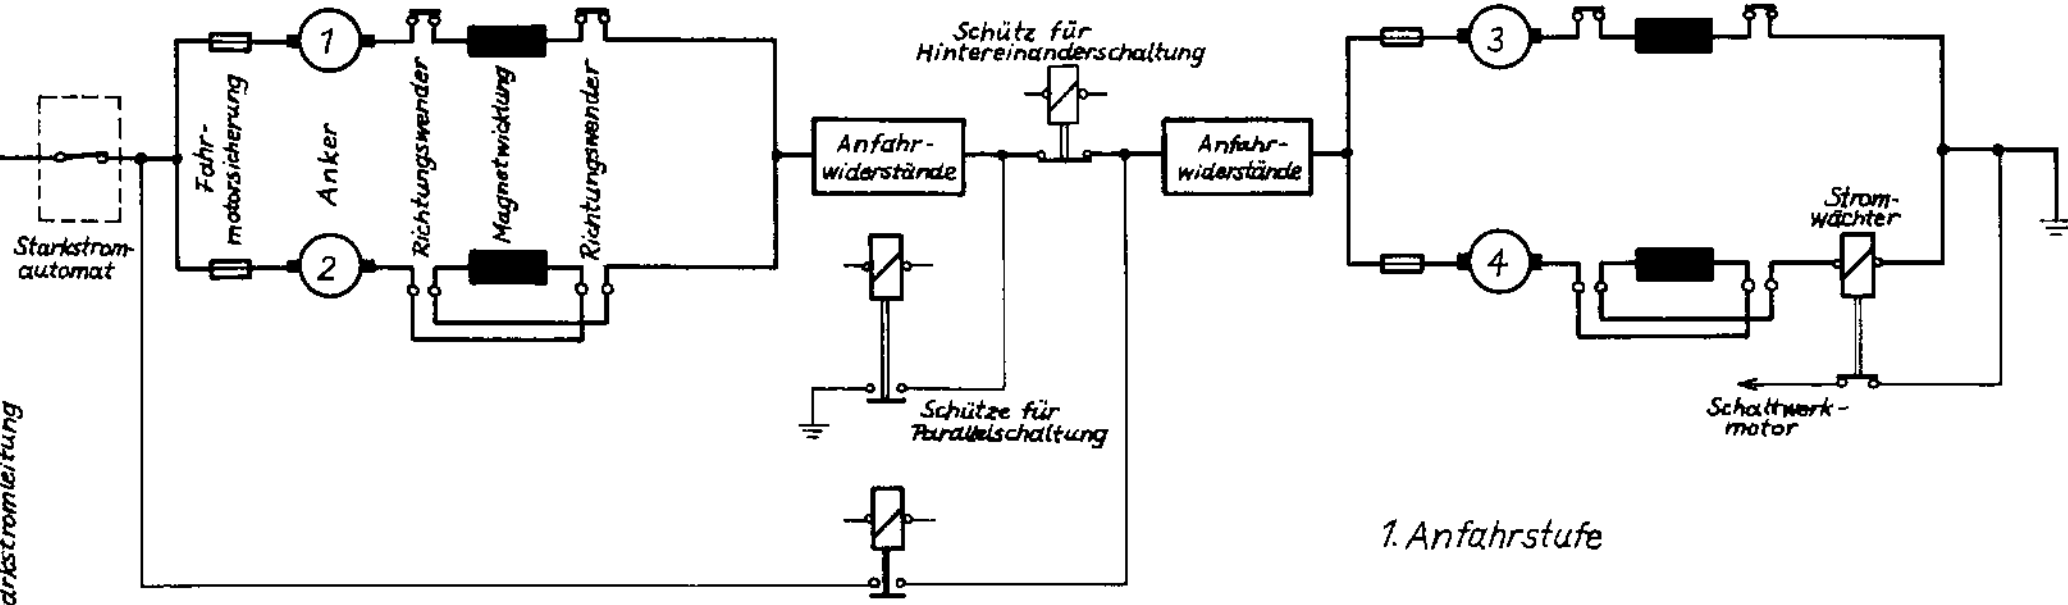 1
3
Schütz für
Hintereinanderschaltung
Fahr-
motorsicherung
Anker
Richtungswender
Magnetwicklung
Richtungswender
Anfahr-
widerstände
Anfahr-
widerstände
Strom-
wächter
Starkstrom-
automat
2
4
Schütze für
Parallelschaltung
Schaltwerk-
motor
arkstromleitung
1. Anfahrstufe